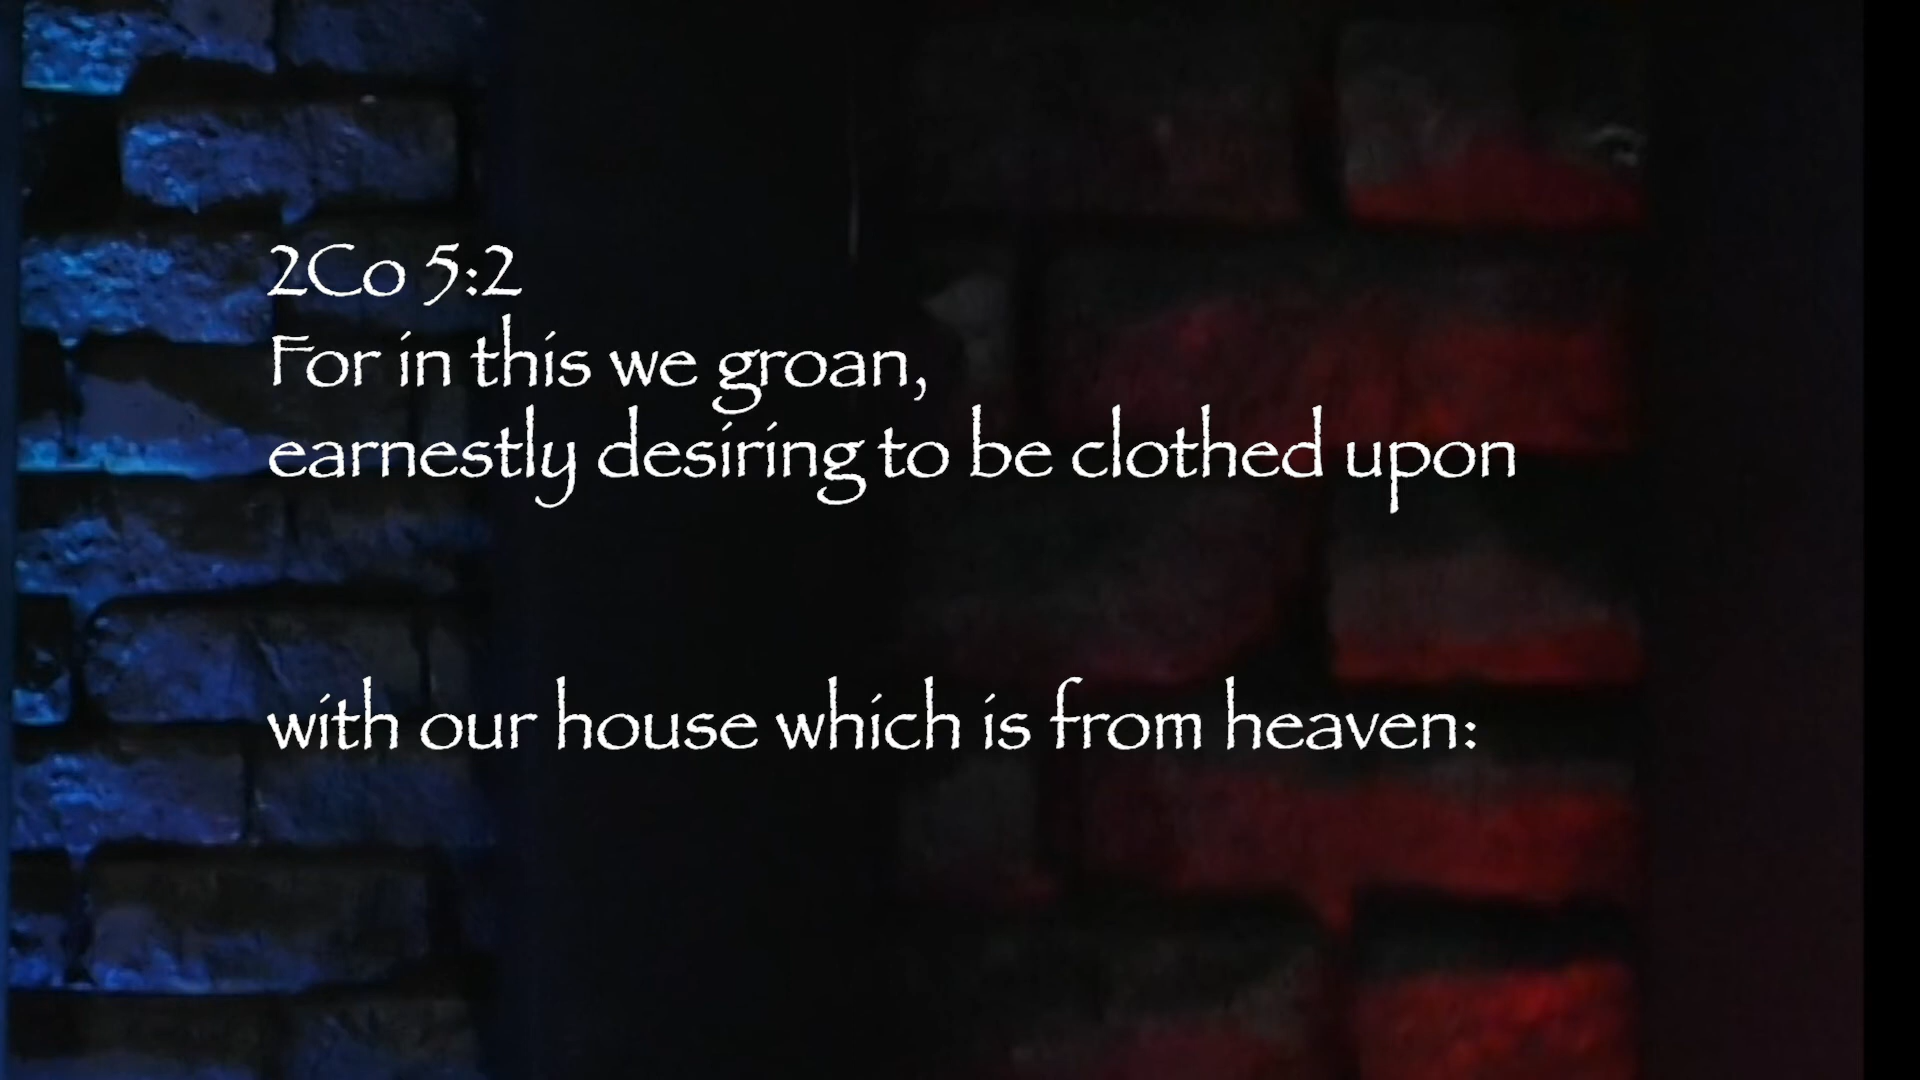 2Co 5:2
For in this we groan,
earnestly desiring to be clothed upon
with our house which is from heaven: